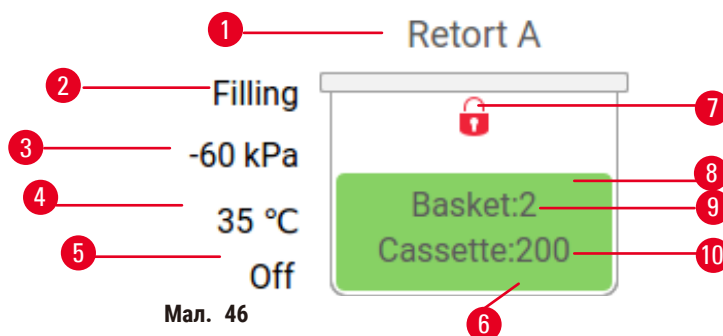 1 Retort A
2 Filling
7
3 -60 kPa
8
4 35 °C
Basket:2 9
5 Off
Cassette:200 10
6
Мал. 46